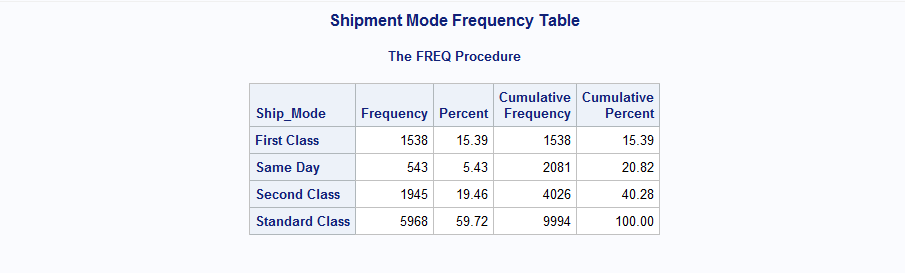 Shipment Mode Frequency Table
The FREQ Procedure
Ship_Mode Frequency Percent Cumulative Frequency Cumulative Percent
First Class 1538 15.39 1538 15.39
Same Day 543 5.43 2081 20.82
Second Class 1945 19.46 4026 40.28
Standard Class 5968 59.72 9994 100.00